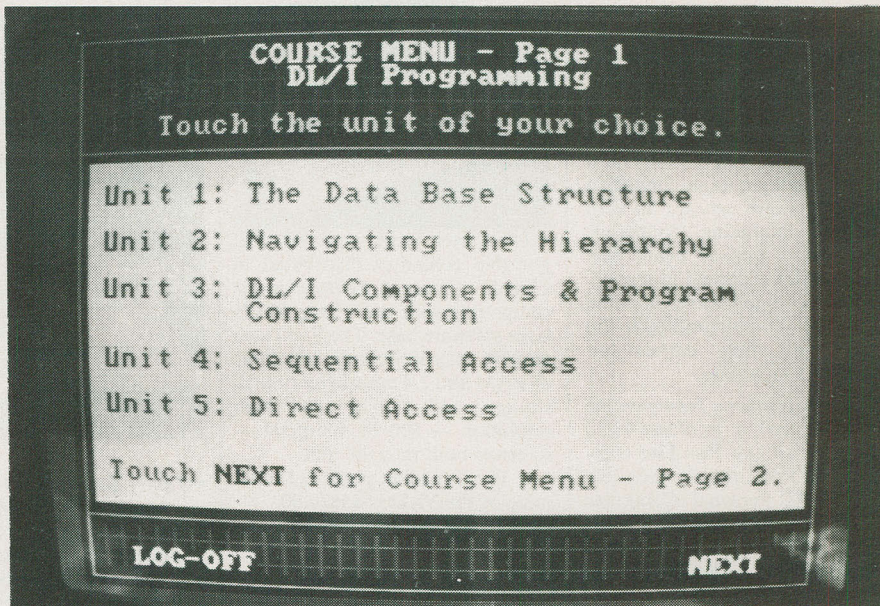 COURSE MENU - Page 1
DL/I Programming
Touch the unit of your choice.
Unit 1: The Data Base Structure
Unit 2: Navigating the Hierarchy
Unit 3: DL/I Components & Program
Construction
Unit 4: Sequential Access
Unit 5: Direct Access
Touch NEXT for Course Menu - Page 2.
LOG-OFF NEXT